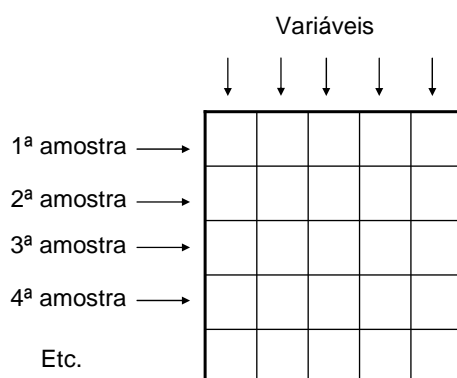 Variáveis
1ª amostra
2ª amostra
3ª amostra
4ª amostra
Etc.